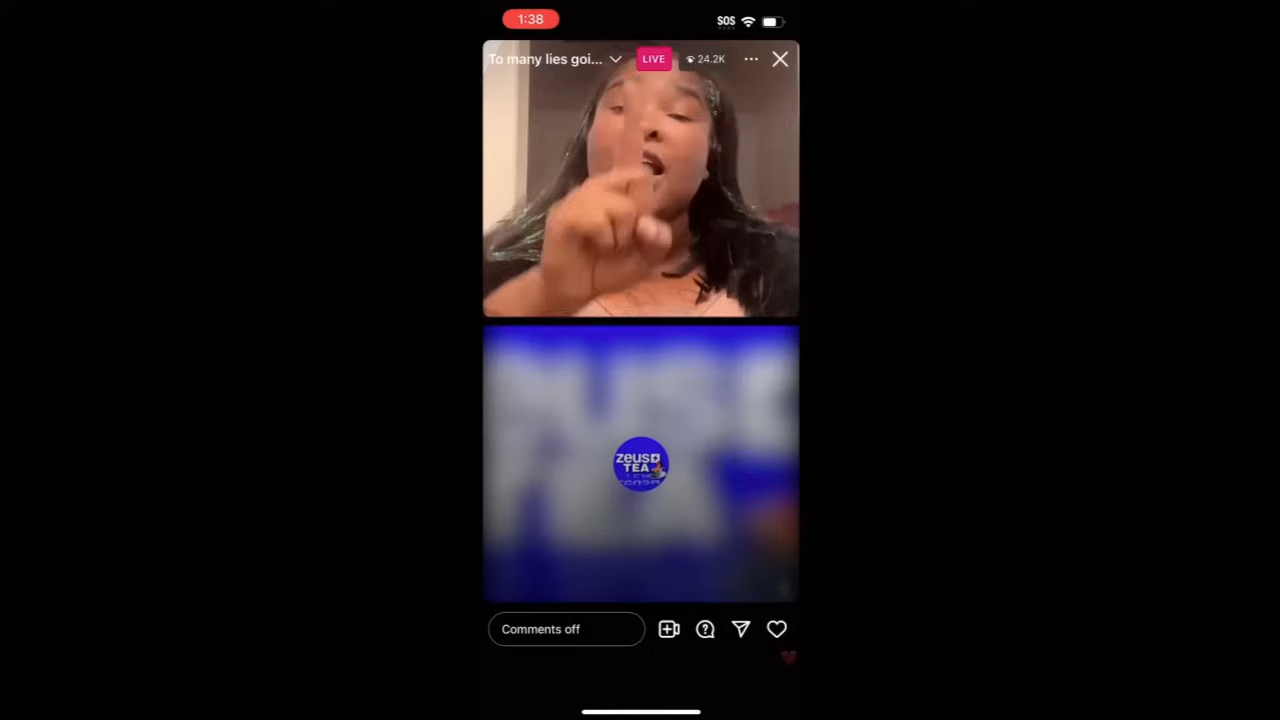 1:38
SOS
To many lies goi...
LIVE
24.2K
ZEUS
TEA
Comments off